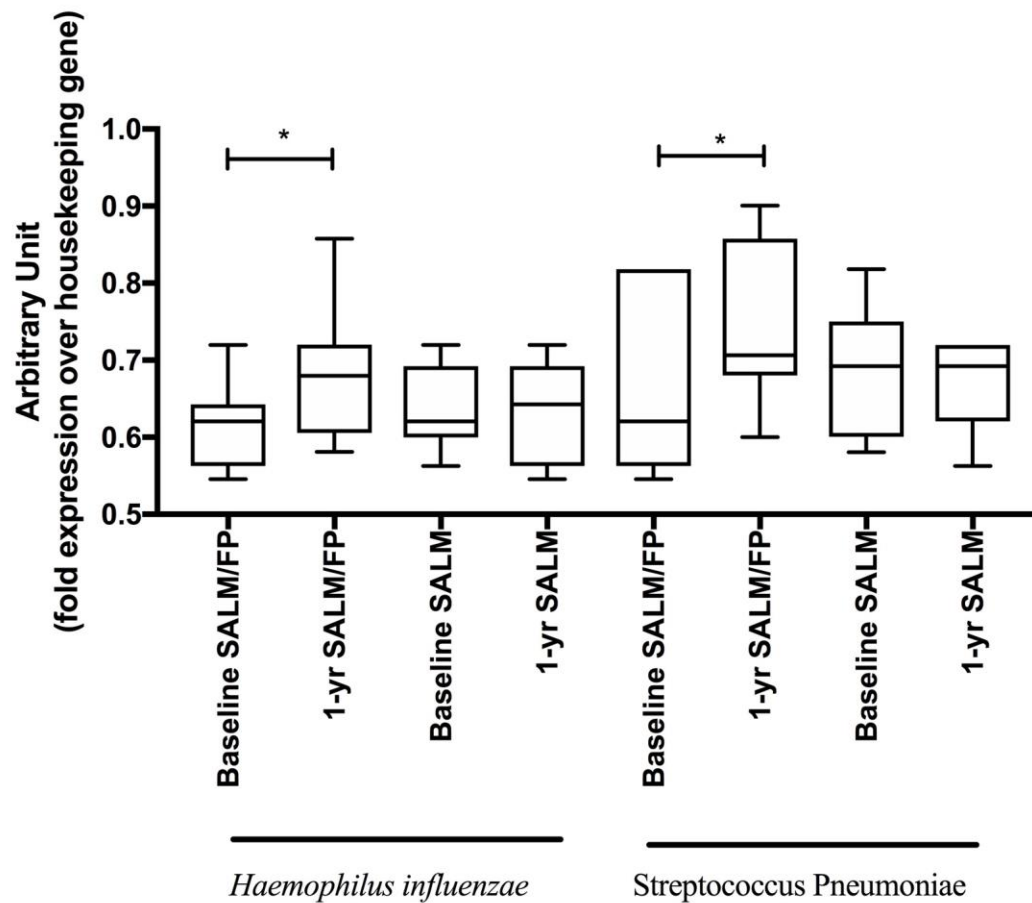 Arbitrary Unit
(fold expression over housekeeping gene)
1.0
0.9
0.8
0.7
0.6
0.5
*
*
Baseline SALM/FP
1-yr SALM/FP
Baseline SALM
1-yr SALM
Baseline SALM/FP
1-yr SALM/FP
Baseline SALM
1-yr SALM
Haemophilus influenzae
Streptococcus Pneumoniae